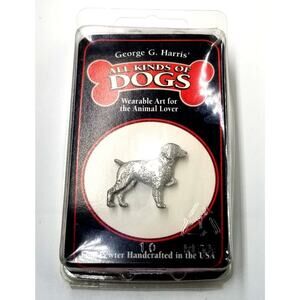 George G. Harris'
ALL KINDS OF
DOGS
Wearable Art for
the Animal Lover
Pewter Handcrafted in the USA